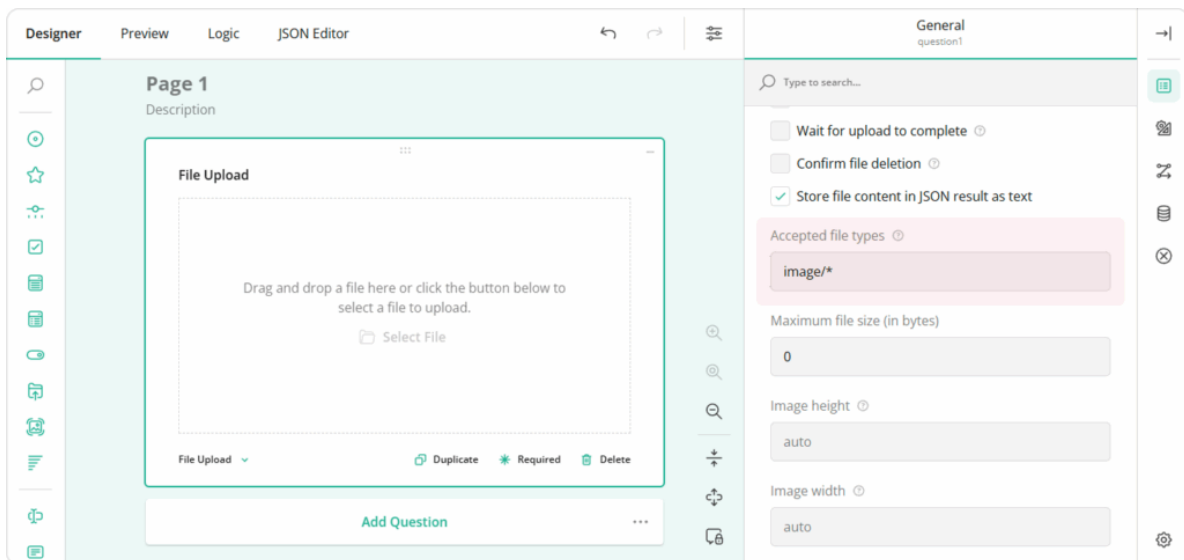 Designer
Preview
Logic
JSON Editor
Page 1
Description
File Upload
Drag and drop a file here or click the button below to
select a file to upload.
Select File
File Upload
Duplicate
Required
Delete
Add Question
General
question1
Type to search...
Wait for upload to complete
Confirm file deletion
Store file content in JSON result as text
Accepted file types
image/*
Maximum file size (in bytes)
0
Image height
auto
Image width
auto